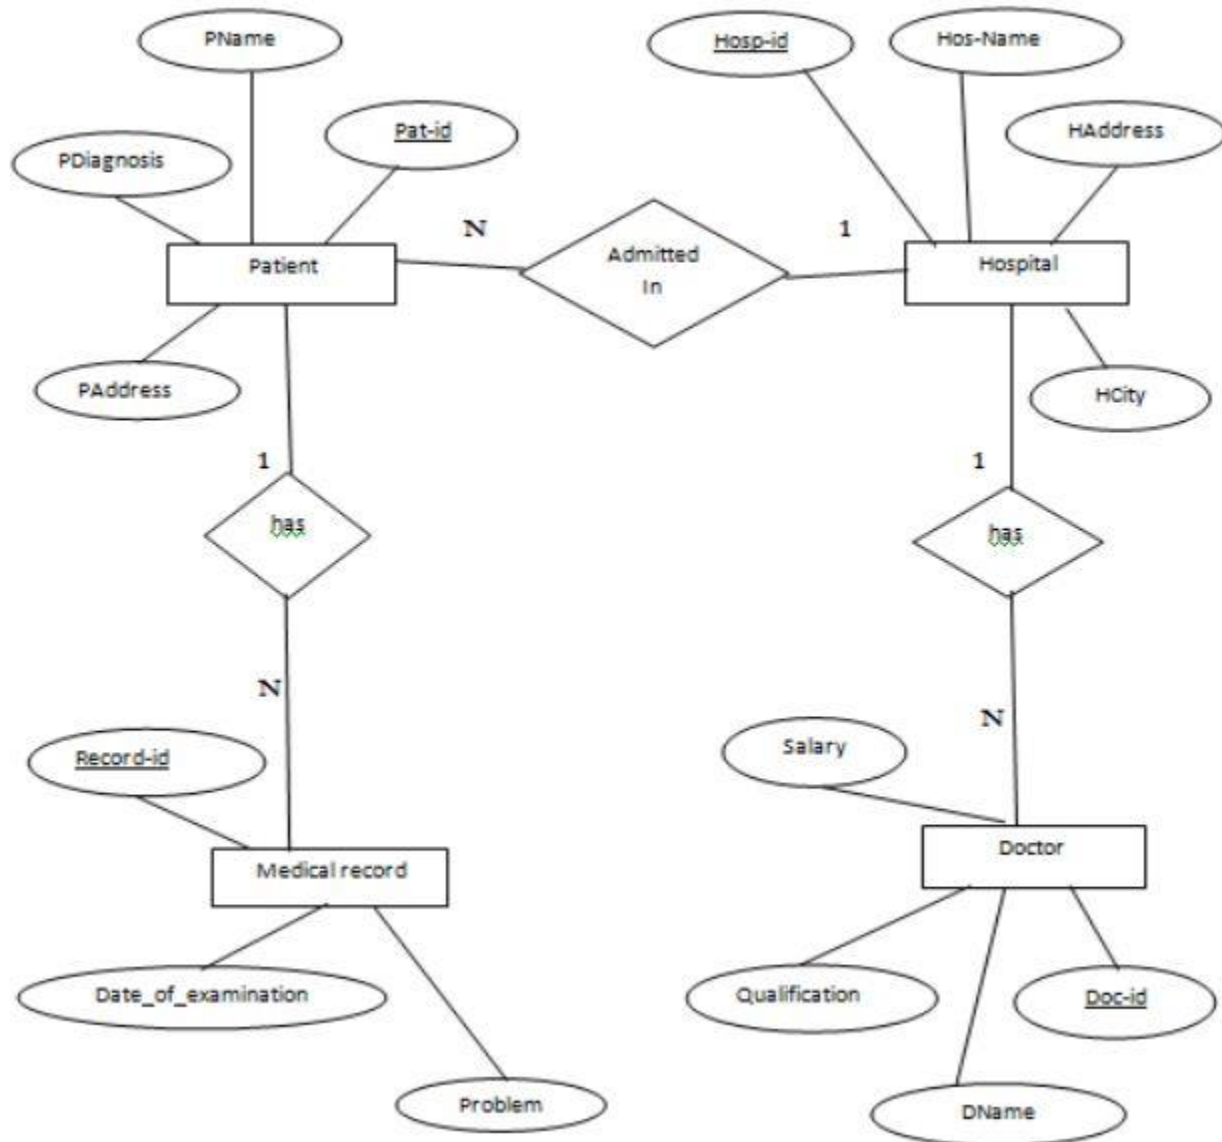 PName
Hosp-id
Hos-Name
Pat-id
HAddress
PDiagnosis
N
1
Admitted
In
Patient
Hospital
PAddress
HCity
1
1
has
has
N
N
Record-id
Salary
Medical record
Doctor
Date_of_examination
Qualification
Doc-id
Problem
DName